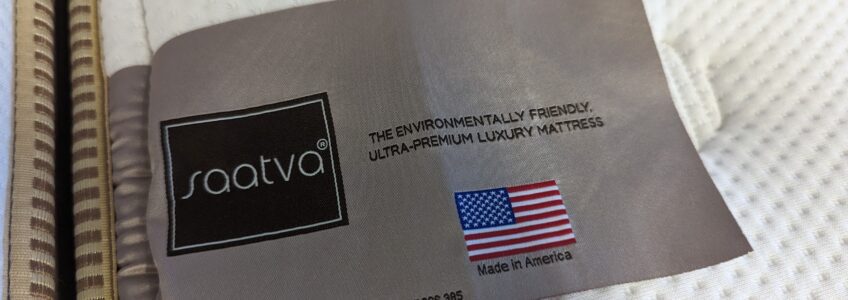 saatva®
THE ENVIRONMENTALLY FRIENDLY,
ULTRA-PREMIUM LUXURY MATTRESS
Made in America